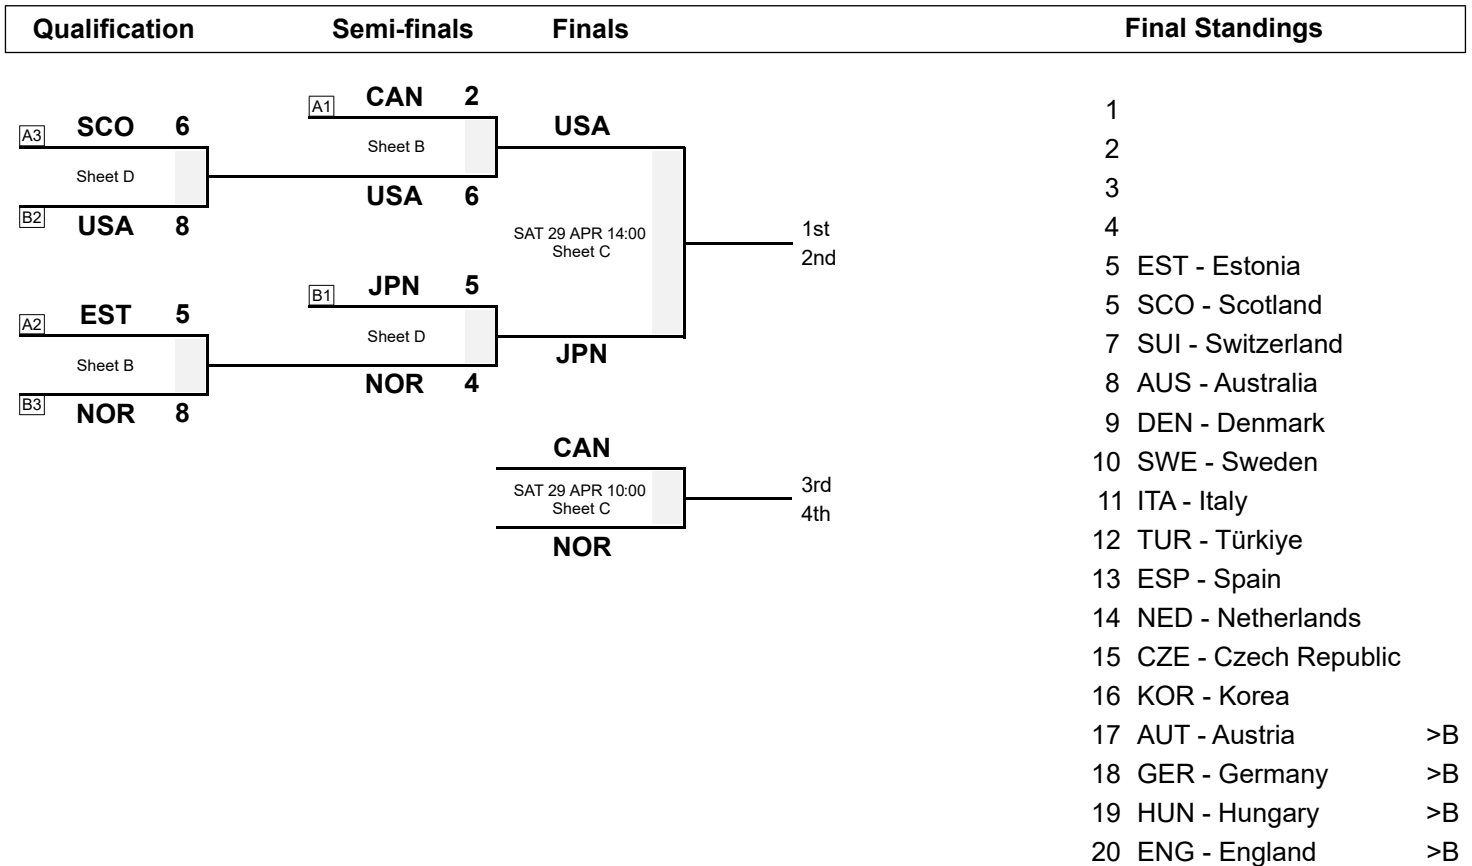 Qualification Semi-finals Finals Final Standings
A1 CAN 2
A3 SCO 6
USA
Sheet B
Sheet D
USA 6
B2 USA 8
SAT 29 APR 14:00
Sheet C
1st
2nd
B1 JPN 5
A2 EST 5
Sheet D
JPN
Sheet B
NOR 4
B3 NOR 8
CAN
SAT 29 APR 10:00
Sheet C
3rd
4th
NOR
1
2
3
4
5 EST - Estonia
5 SCO - Scotland
7 SUI - Switzerland
8 AUS - Australia
9 DEN - Denmark
10 SWE - Sweden
11 ITA - Italy
12 TUR - Türkiye
13 ESP - Spain
14 NED - Netherlands
15 CZE - Czech Republic
16 KOR - Korea
17 AUT - Austria >B
18 GER - Germany >B
19 HUN - Hungary >B
20 ENG - England >B